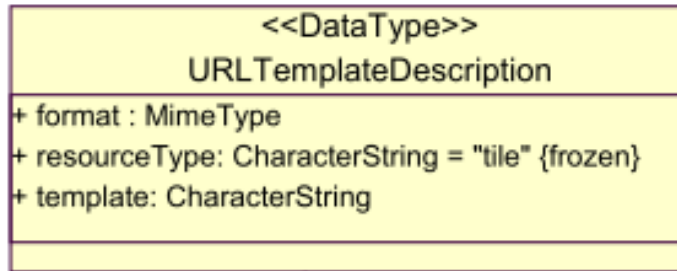 <<DataType>>
URLTemplateDescription
+ format : MimeType
+ resourceType: CharacterString = "tile" {frozen}
+ template: CharacterString